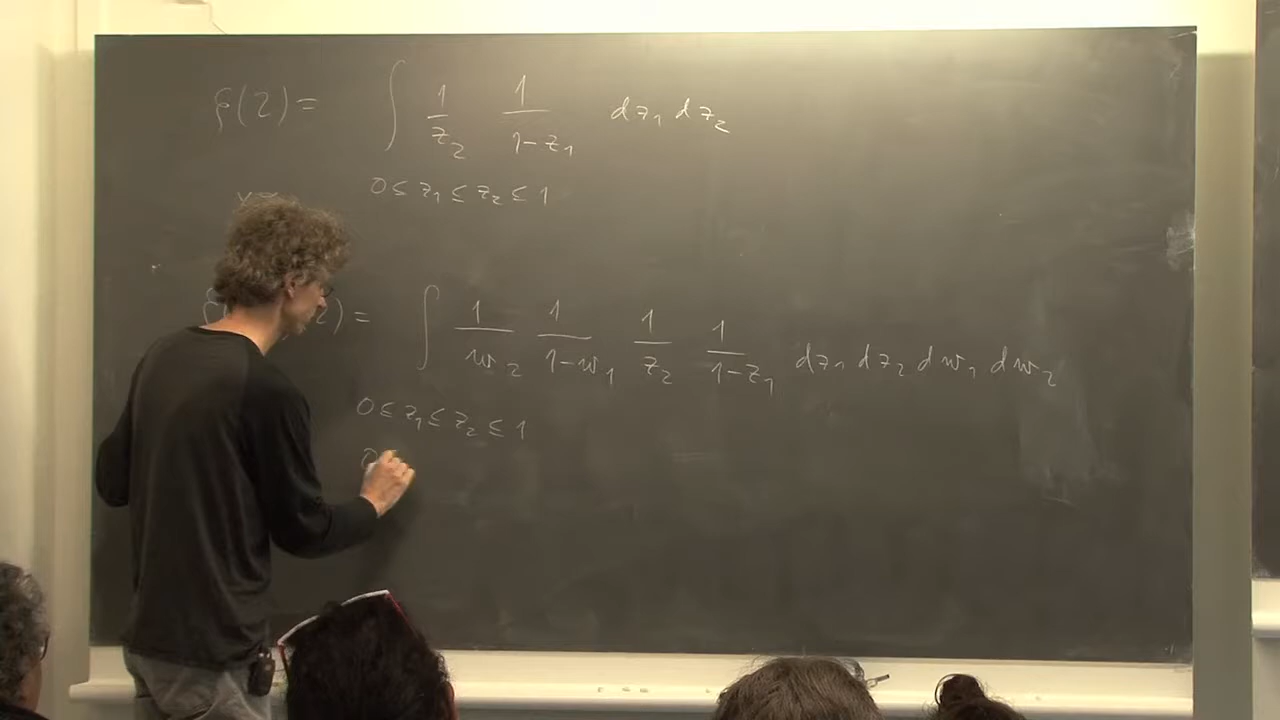 ζ(2) = ∫ 1/z₂ 1/(1-z₁) dz₁ dz₂
0 ≤ z₁ ≤ z₂ ≤ 1
2) = ∫ 1/w₂ 1/(1-w₁) 1/z₂ 1/(1-z₁) dz₁ dz₂ dw₁ dw₂
0 ≤ z₁ ≤ z₂ ≤ 1
0